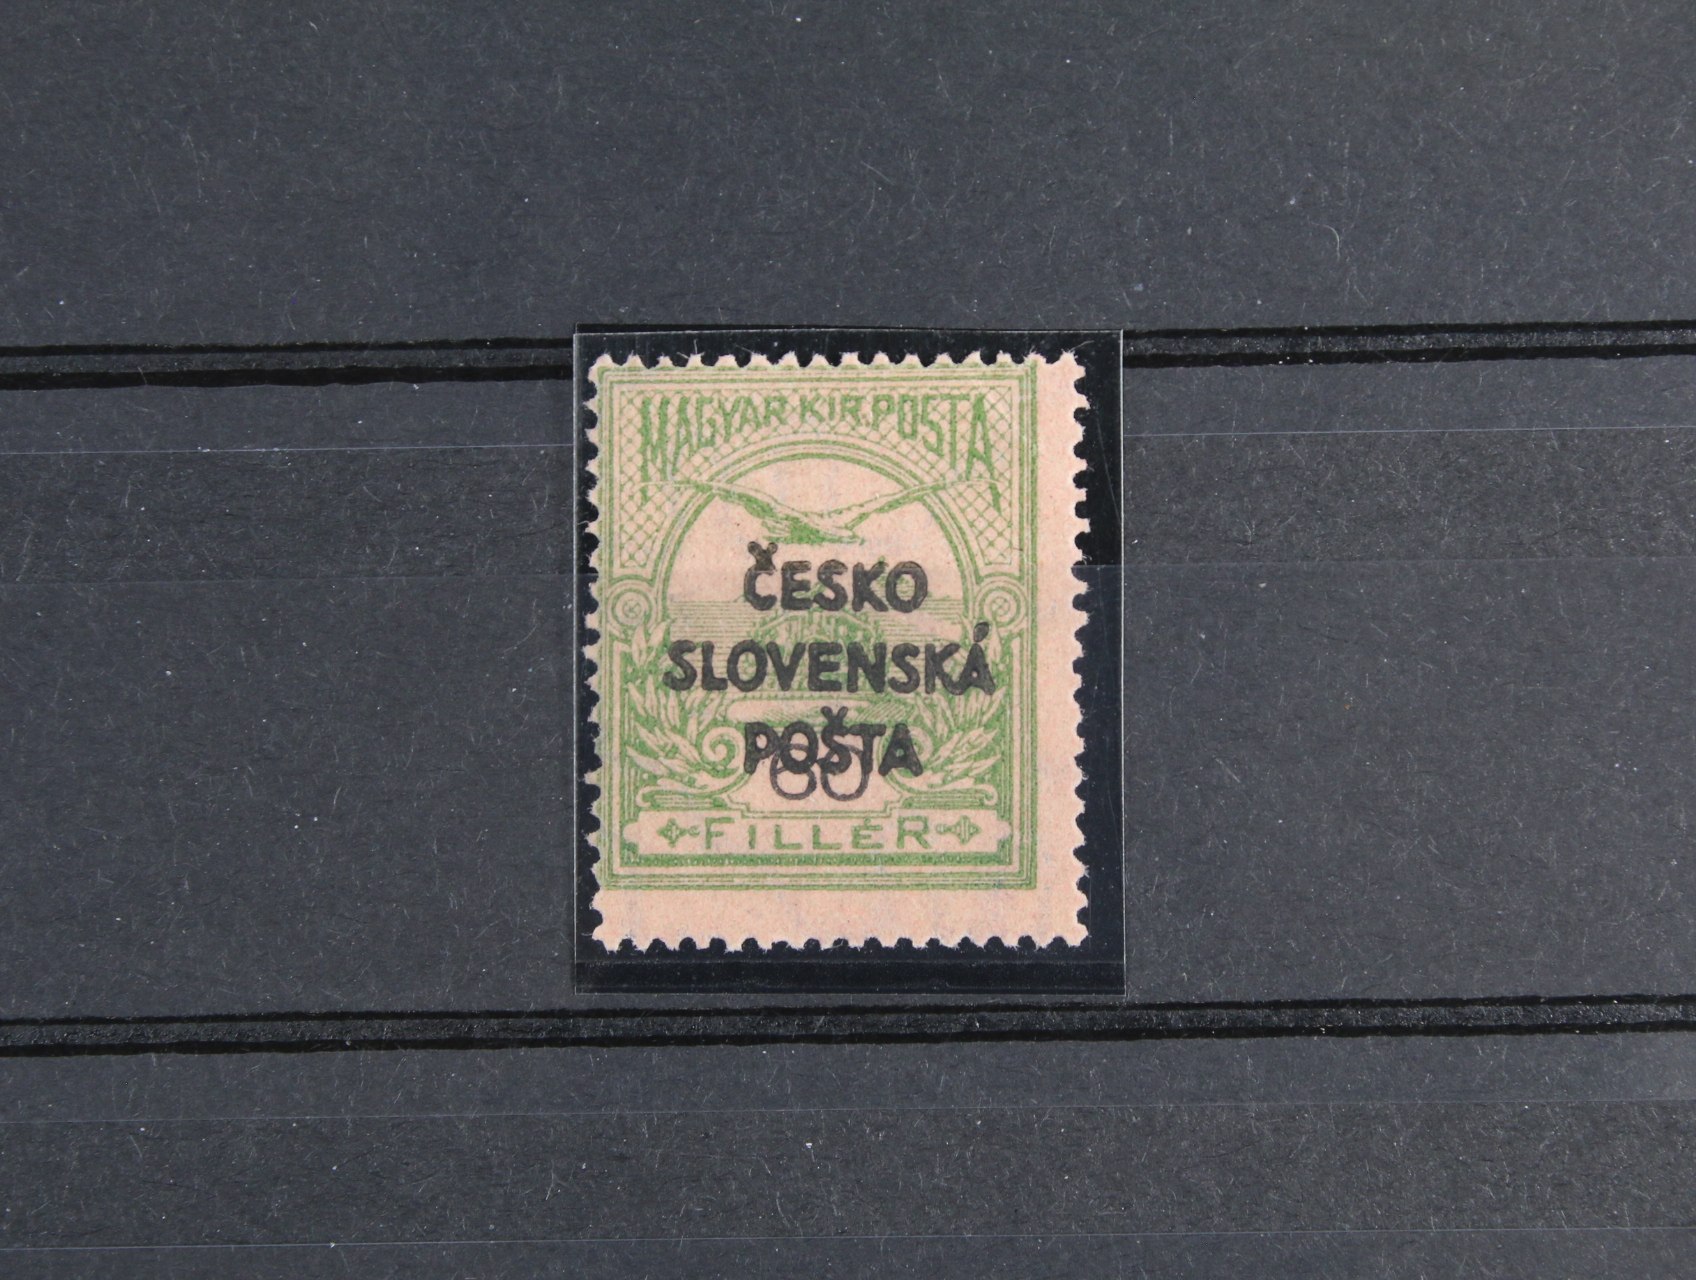 MAGYAR KIR. POSTA
ČESKO
SLOVENSKÁ
POŠTA
60
FILLÉR